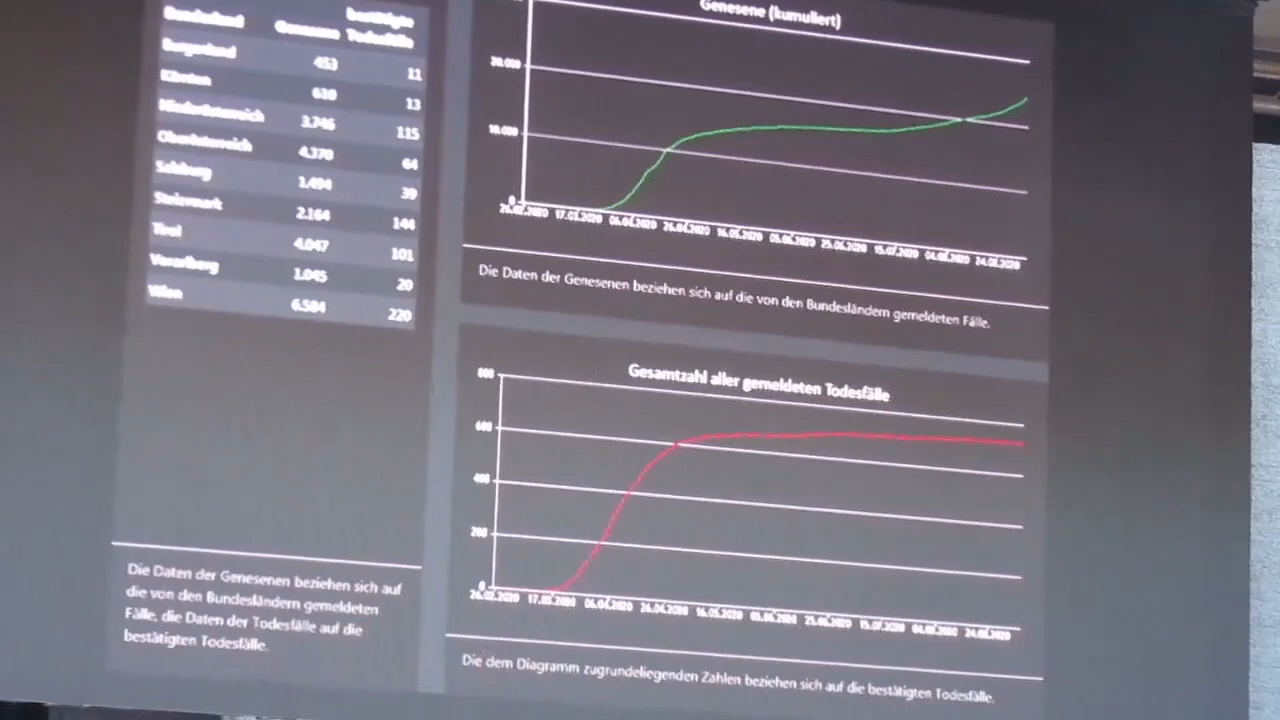 Bundesland Genesene bestätigte Todesfälle
Burgenland 453 11
Kärnten 610 13
Niederösterreich 3.746 115
Oberösterreich 4.370 64
Salzburg 1.494 39
Steiermark 2.164 144
Tirol 4.047 101
Vorarlberg 1.045 20
Wien 6.584 220
Die Daten der Genesenen beziehen sich auf
die von den Bundesländern gemeldeten
Fälle, die Daten der Todesfälle auf die
bestätigten Todesfälle.
Genesene (kumuliert)
20.000
10.000
0
26.02.2020 17.03.2020 06.04.2020 26.04.2020 16.05.2020 05.06.2020 25.06.2020 15.07.2020 04.08.2020 24.08.2020
Die Daten der Genesenen beziehen sich auf die von den Bundesländern gemeldeten Fälle.
Gesamtzahl aller gemeldeten Todesfälle
800
600
400
200
0
26.02.2020 17.03.2020 06.04.2020 26.04.2020 16.05.2020 05.06.2020 25.06.2020 15.07.2020 04.08.2020 24.08.2020
Die dem Diagramm zugrundeliegenden Zahlen beziehen sich auf die bestätigten Todesfälle.